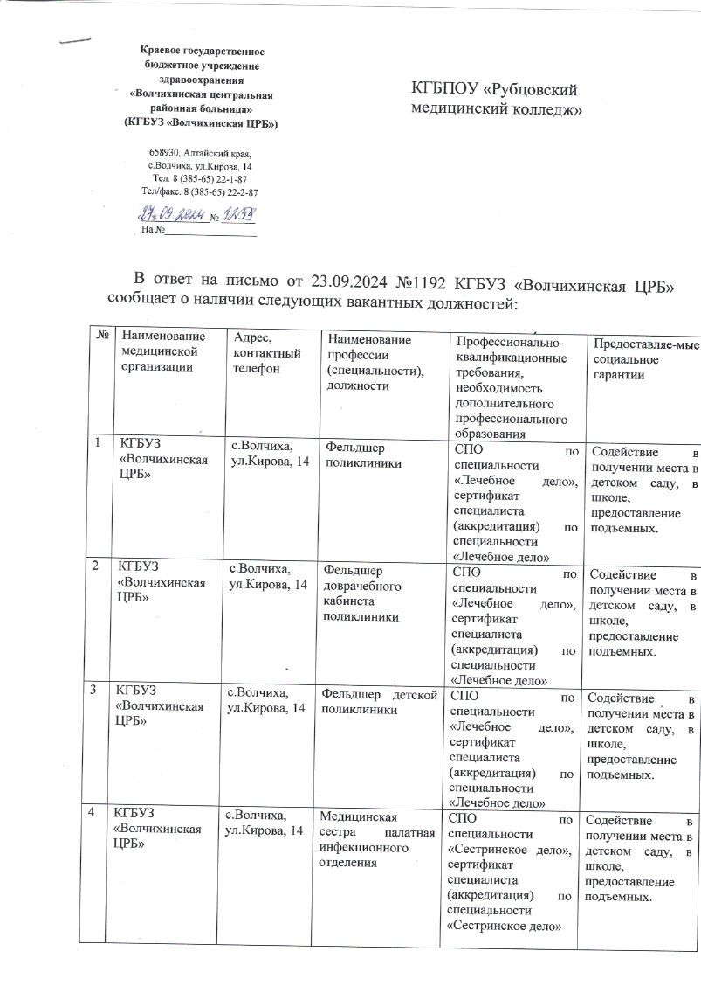 Краевое государственное
бюджетное учреждение
здравоохранения
«Волчихинская центральная
районная больница»
(КГБУЗ «Волчихинская ЦРБ»)
658930, Алтайский край,
с.Волчиха, ул.Кирова, 14
Тел. 8 (385-65) 22-1-87
Тел/факс. 8 (385-65) 22-2-87
27.09.2024 № 1259
На №
КГБПОУ «Рубцовский
медицинский колледж»
В ответ на письмо от 23.09.2024 №1192 КГБУЗ «Волчихинская ЦРБ»
сообщает о наличии следующих вакантных должностей:
№
Наименование
медицинской
организации
Адрес,
контактный
телефон
Наименование
профессии
(специальности),
должности
Профессионально-
квалификационные
требования,
необходимость
дополнительного
профессионального
образования
Предоставляе-мые
социальное
гарантии
1
КГБУЗ
«Волчихинская
ЦРБ»
с.Волчиха,
ул.Кирова, 14
Фельдшер
поликлиники
СПО по
специальности
«Лечебное дело»,
сертификат
специалиста
(аккредитация) по
специальности
«Лечебное дело»
Содействие в
получении места в
детском саду, в
школе,
предоставление
подъемных.
2
КГБУЗ
«Волчихинская
ЦРБ»
с.Волчиха,
ул.Кирова, 14
Фельдшер
доврачебного
кабинета
поликлиники
СПО по
специальности
«Лечебное дело»,
сертификат
специалиста
(аккредитация) по
специальности
«Лечебное дело»
Содействие в
получении места в
детском саду, в
школе,
предоставление
подъемных.
3
КГБУЗ
«Волчихинская
ЦРБ»
с.Волчиха,
ул.Кирова, 14
Фельдшер детской
поликлиники
СПО по
специальности
«Лечебное дело»,
сертификат
специалиста
(аккредитация) по
специальности
«Лечебное дело»
Содействие в
получении места в
детском саду, в
школе,
предоставление
подъемных.
4
КГБУЗ
«Волчихинская
ЦРБ»
с.Волчиха,
ул.Кирова, 14
Медицинская
сестра палатная
инфекционного
отделения
СПО по
специальности
«Сестринское дело»,
сертификат
специалиста
(аккредитация) по
специальности
«Сестринское дело»
Содействие в
получении места в
детском саду, в
школе,
предоставление
подъемных.